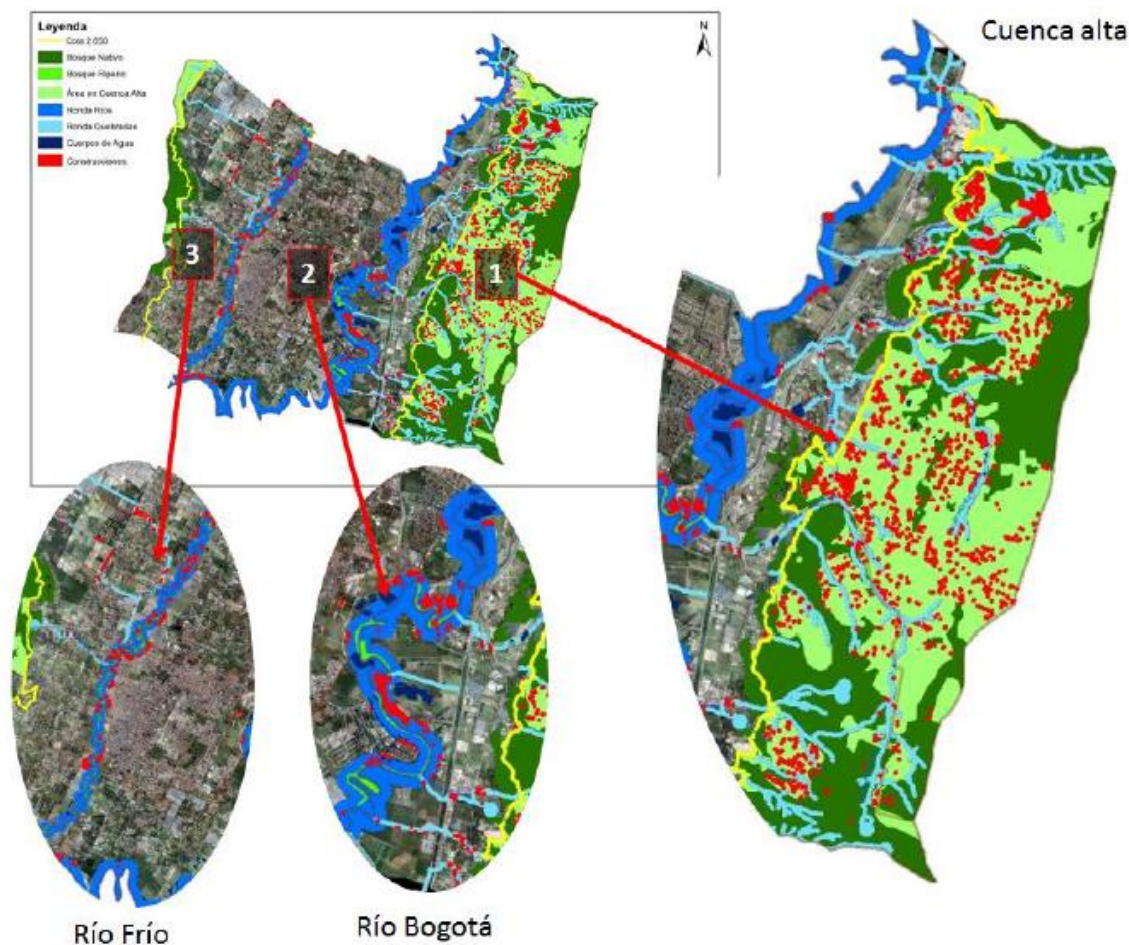 Leyenda
Cota 2.650
Bosque Nativo
Bosque Ripario
Área en Cuenca Alta
Ronda Ríos
Ronda Quebradas
Cuerpos de Agua
Construcciones
N
Cuenca alta
3
2
1
Río Frío
Río Bogotá